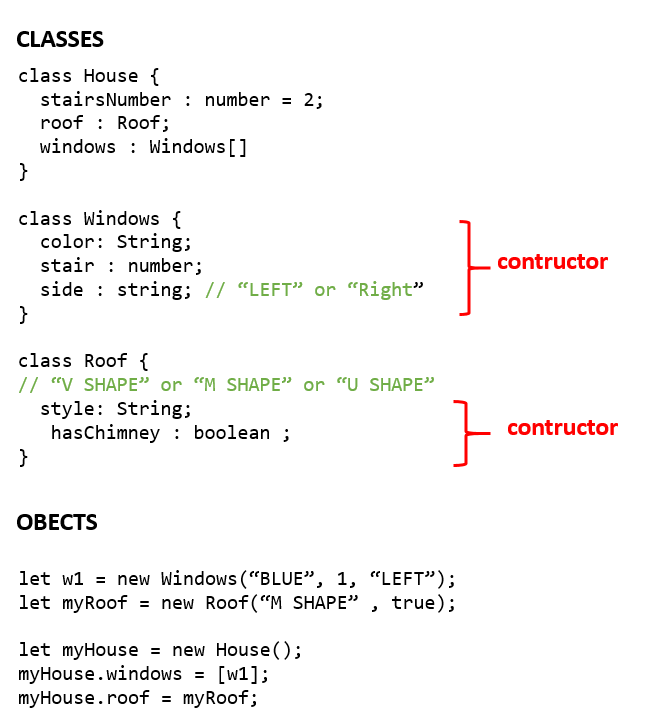 CLASSES
class House {
  stairsNumber : number = 2;
  roof : Roof;
  windows : Windows[]
}
class Windows {
  color: String;
  stair : number;
  side : string; // “LEFT” or “Right”
}
contructor
class Roof {
// “V SHAPE” or “M SHAPE” or “U SHAPE”
  style: String;
   hasChimney : boolean ;
}
contructor
OBECTS
let w1 = new Windows(“BLUE”, 1, “LEFT”);
let myRoof = new Roof(“M SHAPE” , true);
let myHouse = new House();
myHouse.windows = [w1];
myHouse.roof = myRoof;